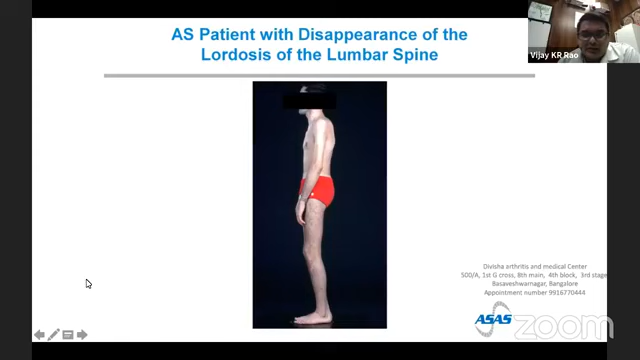 AS Patient with Disappearance of the
Lordosis of the Lumbar Spine
Vijay KR Rao
Divisha arthritis and medical Center
500/A, 1st G cross, 8th main, 4th block, 3rd stage
Basaveshwarnagar, Bangalore
Appointment number 9916770444
ASAS
zoom